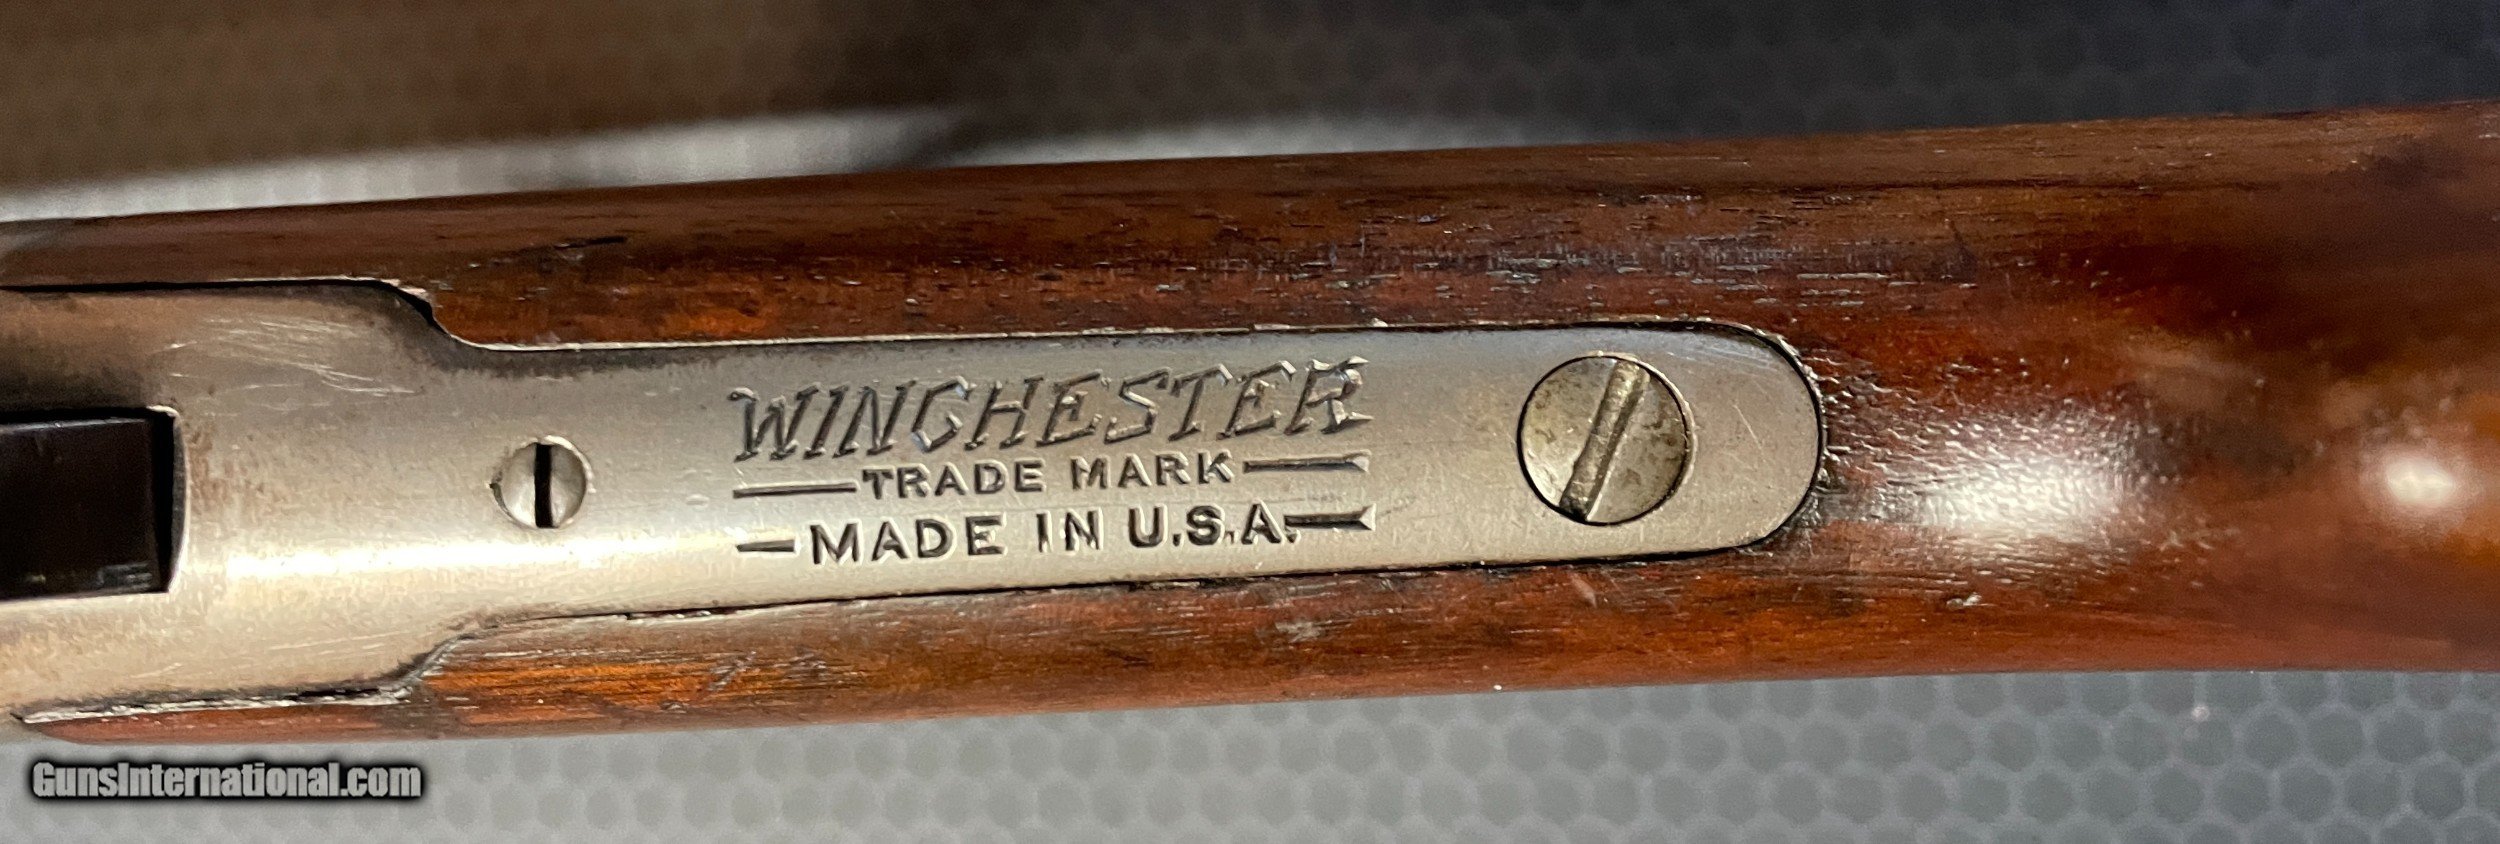 WINCHESTER
TRADE MARK
MADE IN U.S.A.
GunsInternational.com